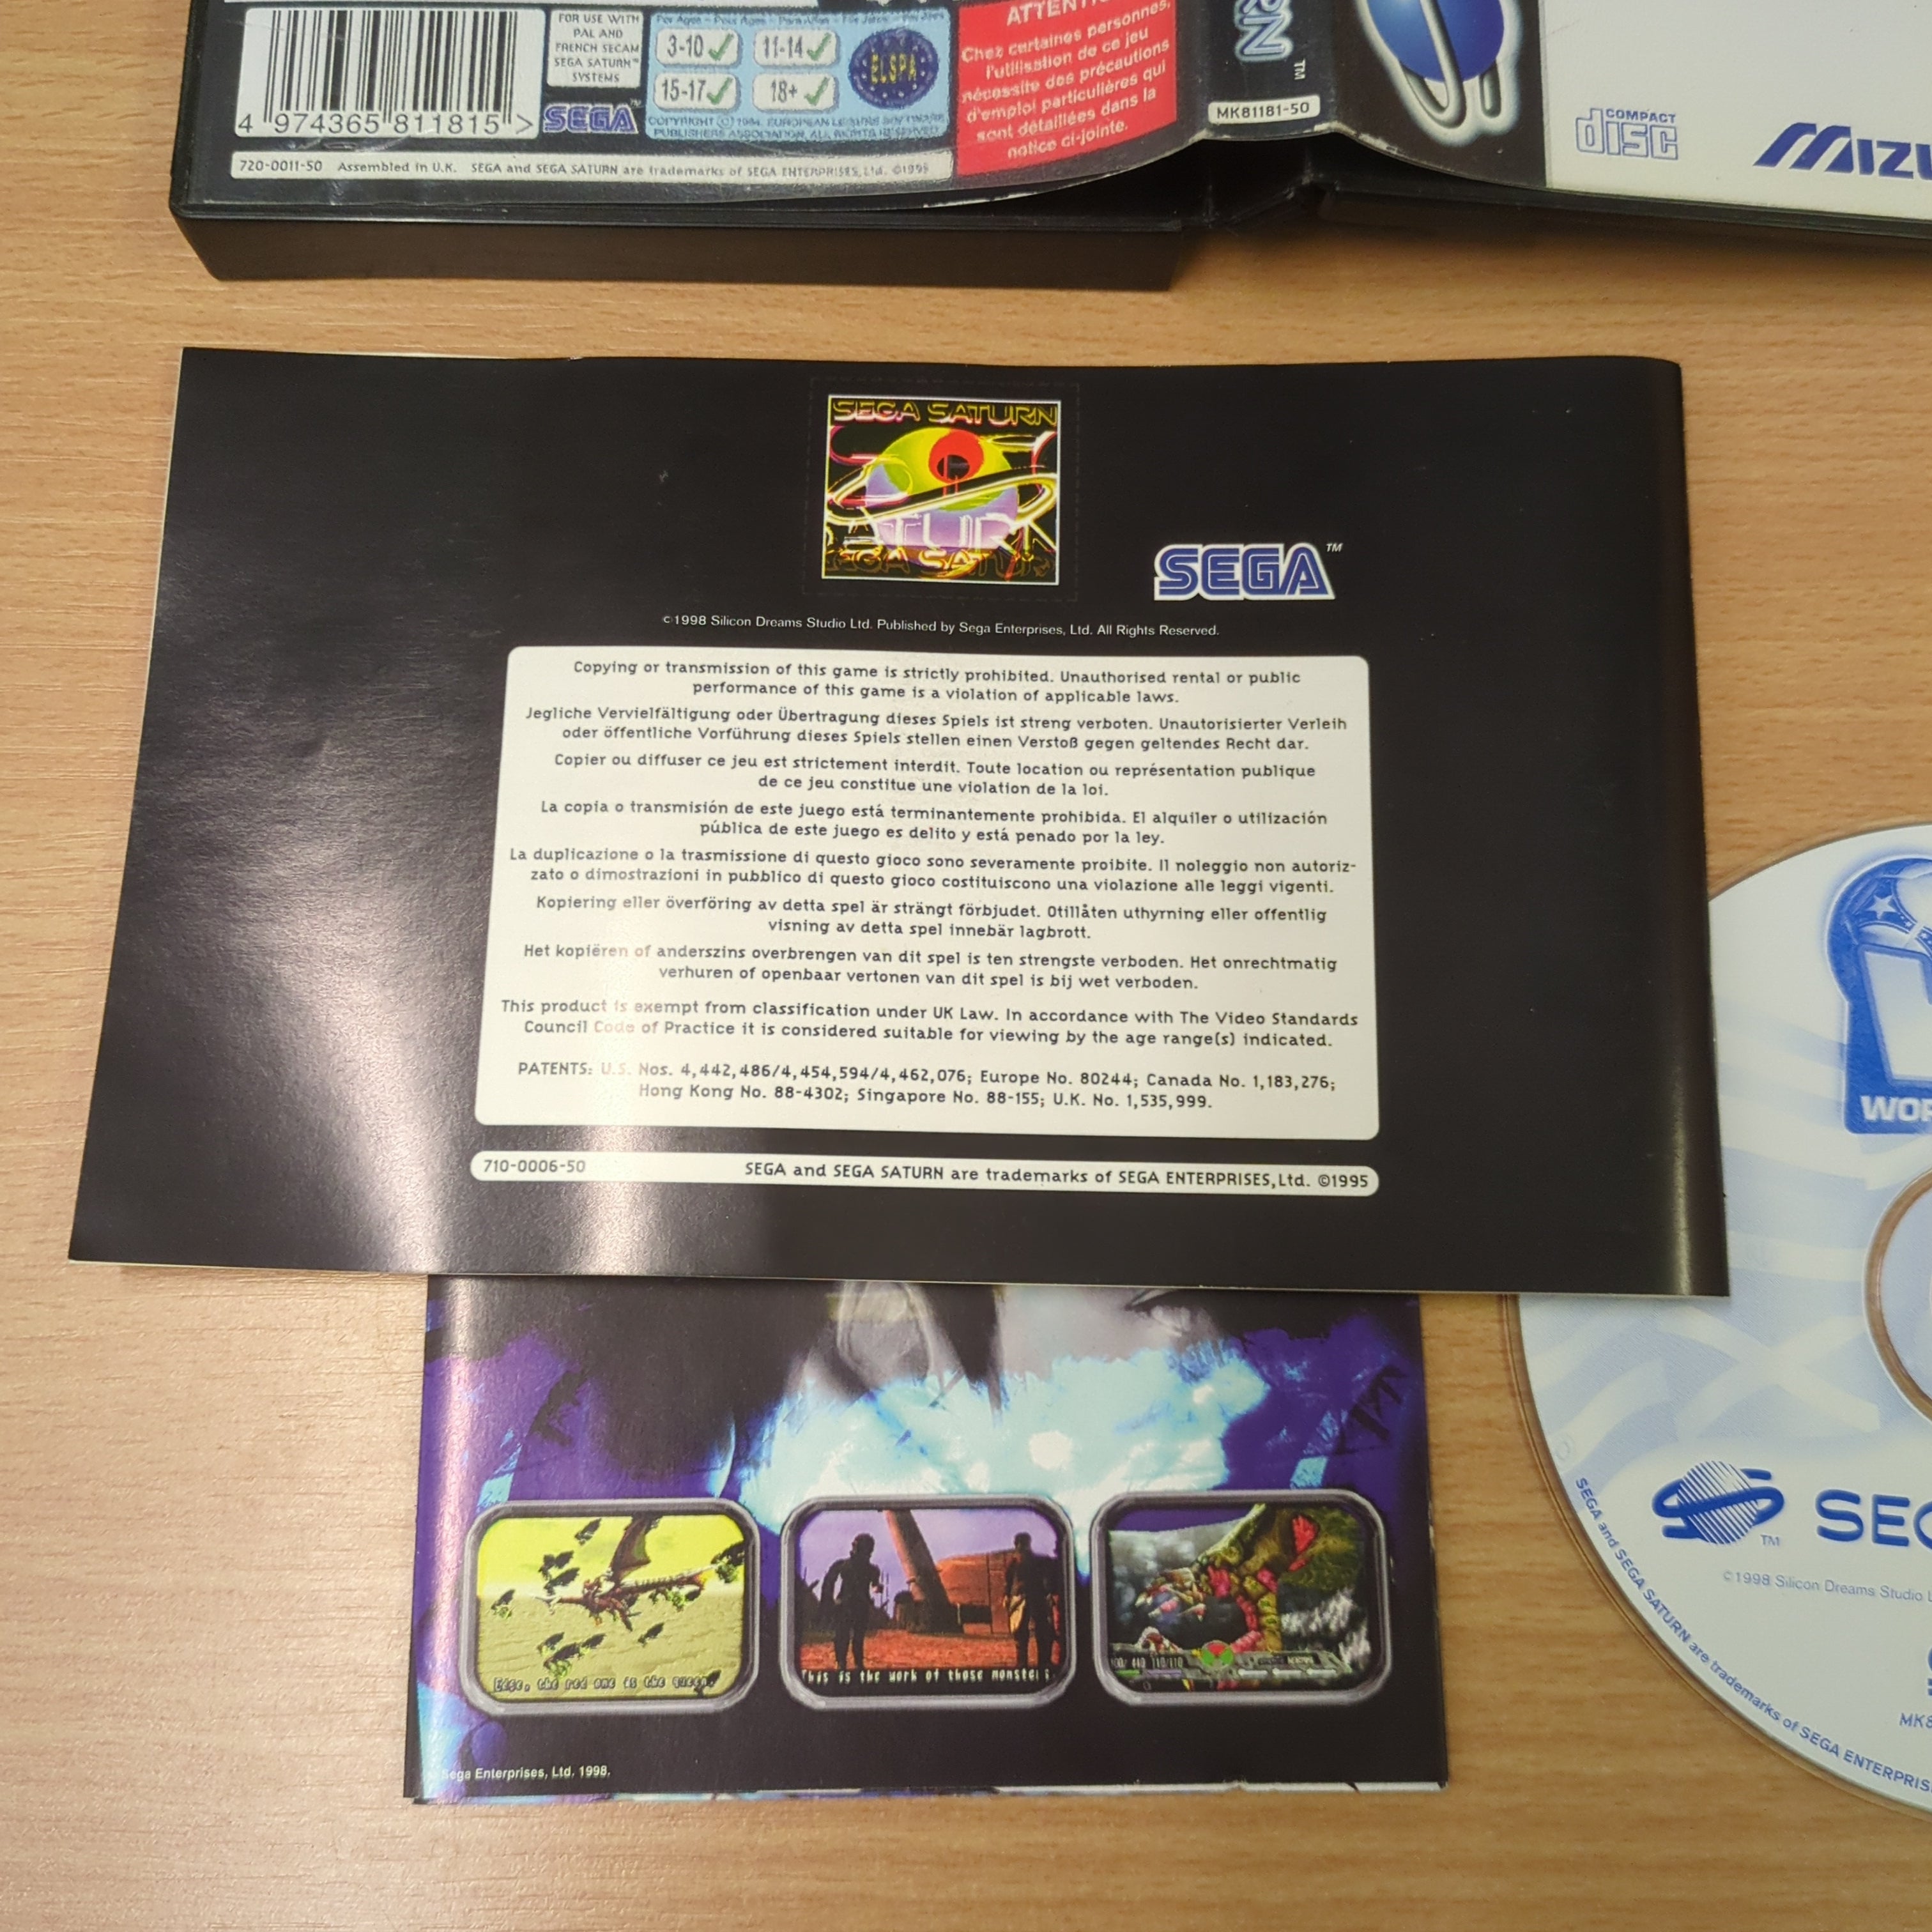 FOR USE WITH
PAL AND
FRENCH SECAM
SEGA SATURN™
SYSTEMS
3-10
11-14
15-17
18+
ELSPA
SEGA
4 974365 811815 >
720-0011-50 Assembled in U.K. SEGA and SEGA SATURN are trademarks of SEGA ENTERPRISES, Ltd. ©1995
Chez certaines personnes,
l'utilisation de ce jeu
nécessite des précautions
d'emploi particulières qui
sont détaillées dans la
notice ci-jointe.
TM
MK81181-50
COMPACT
disc
SEGA SATURN
SEGA™
©1998 Silicon Dreams Studio Ltd. Published by Sega Enterprises, Ltd. All Rights Reserved.
Copying or transmission of this game is strictly prohibited. Unauthorised rental or public
performance of this game is a violation of applicable laws.
Jegliche Vervielfältigung oder Übertragung dieses Spiels ist streng verboten. Unautorisierter Verleih
oder öffentliche Vorführung dieses Spiels stellen einen Verstoß gegen geltendes Recht dar.
Copier ou diffuser ce jeu est strictement interdit. Toute location ou représentation publique
de ce jeu constitue une violation de la loi.
La copia o transmisión de este juego está terminantemente prohibida. El alquiler o utilización
pública de este juego es delito y está penado por la ley.
La duplicazione o la trasmissione di questo gioco sono severamente proibite. Il noleggio non autoriz-
zato o dimostrazioni in pubblico di questo gioco costituiscono una violazione alle leggi vigenti.
Kopiering eller överföring av detta spel är strängt förbjudet. Otillåten uthyrning eller offentlig
visning av detta spel innebär lagbrott.
Het kopiëren of anderszins overbrengen van dit spel is ten strengste verboden. Het onrechtmatig
verhuren of openbaar vertonen van dit spel is bij wet verboden.
This product is exempt from classification under UK Law. In accordance with The Video Standards
Council Code of Practice it is considered suitable for viewing by the age range(s) indicated.
PATENTS: U.S. Nos. 4,442,486/4,454,594/4,462,076; Europe No. 80244; Canada No. 1,183,276;
Hong Kong No. 88-4302; Singapore No. 88-155; U.K. No. 1,535,999.
710-0006-50 SEGA and SEGA SATURN are trademarks of SEGA ENTERPRISES,Ltd. ©1995
Edge, the red one is the queen.
This is the work of those monsters.
Sega Enterprises, Ltd, 1998.
TM
©1998 Silicon Dreams Studio
SEGA and SEGA SATURN are trademarks of SEGA